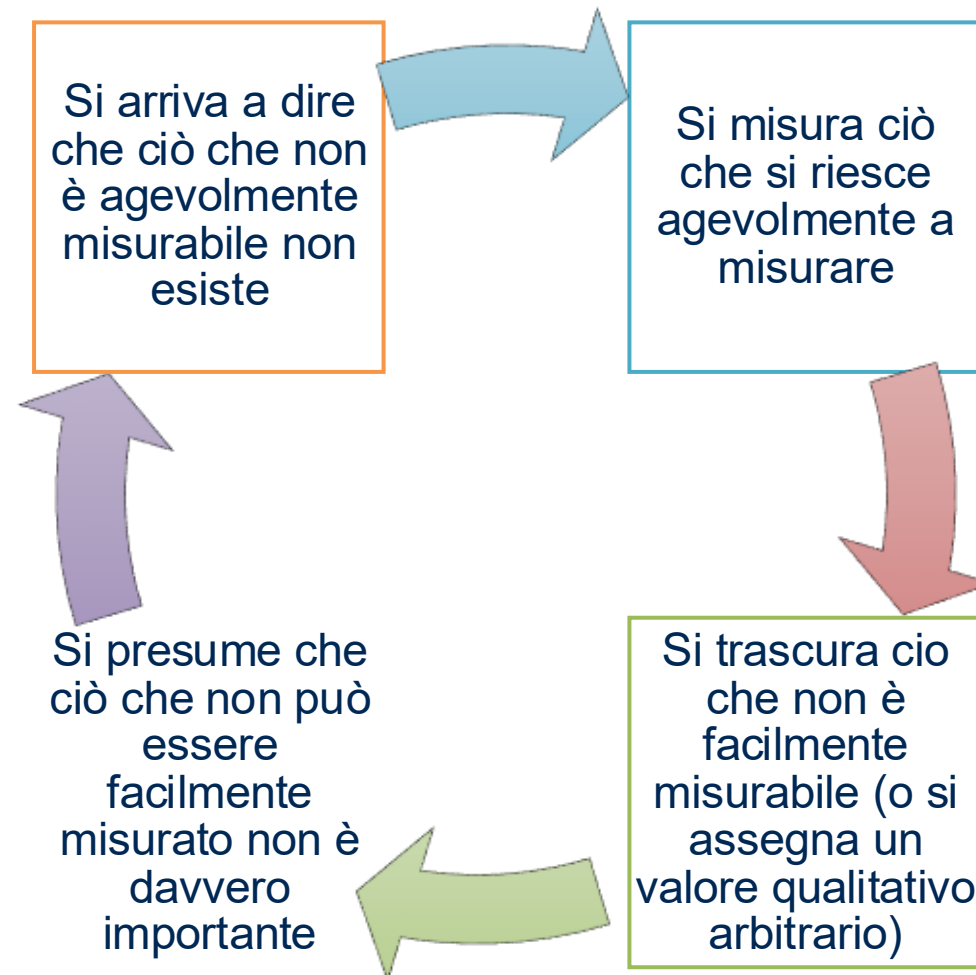 Si arriva a dire
che ciò che non
è agevolmente
misurabile non
esiste
Si misura ciò
che si riesce
agevolmente a
misurare
Si trascura cio
che non è
facilmente
misurabile (o si
assegna un
valore qualitativo
arbitrario)
Si presume che
ciò che non può
essere
facilmente
misurato non è
davvero
importante